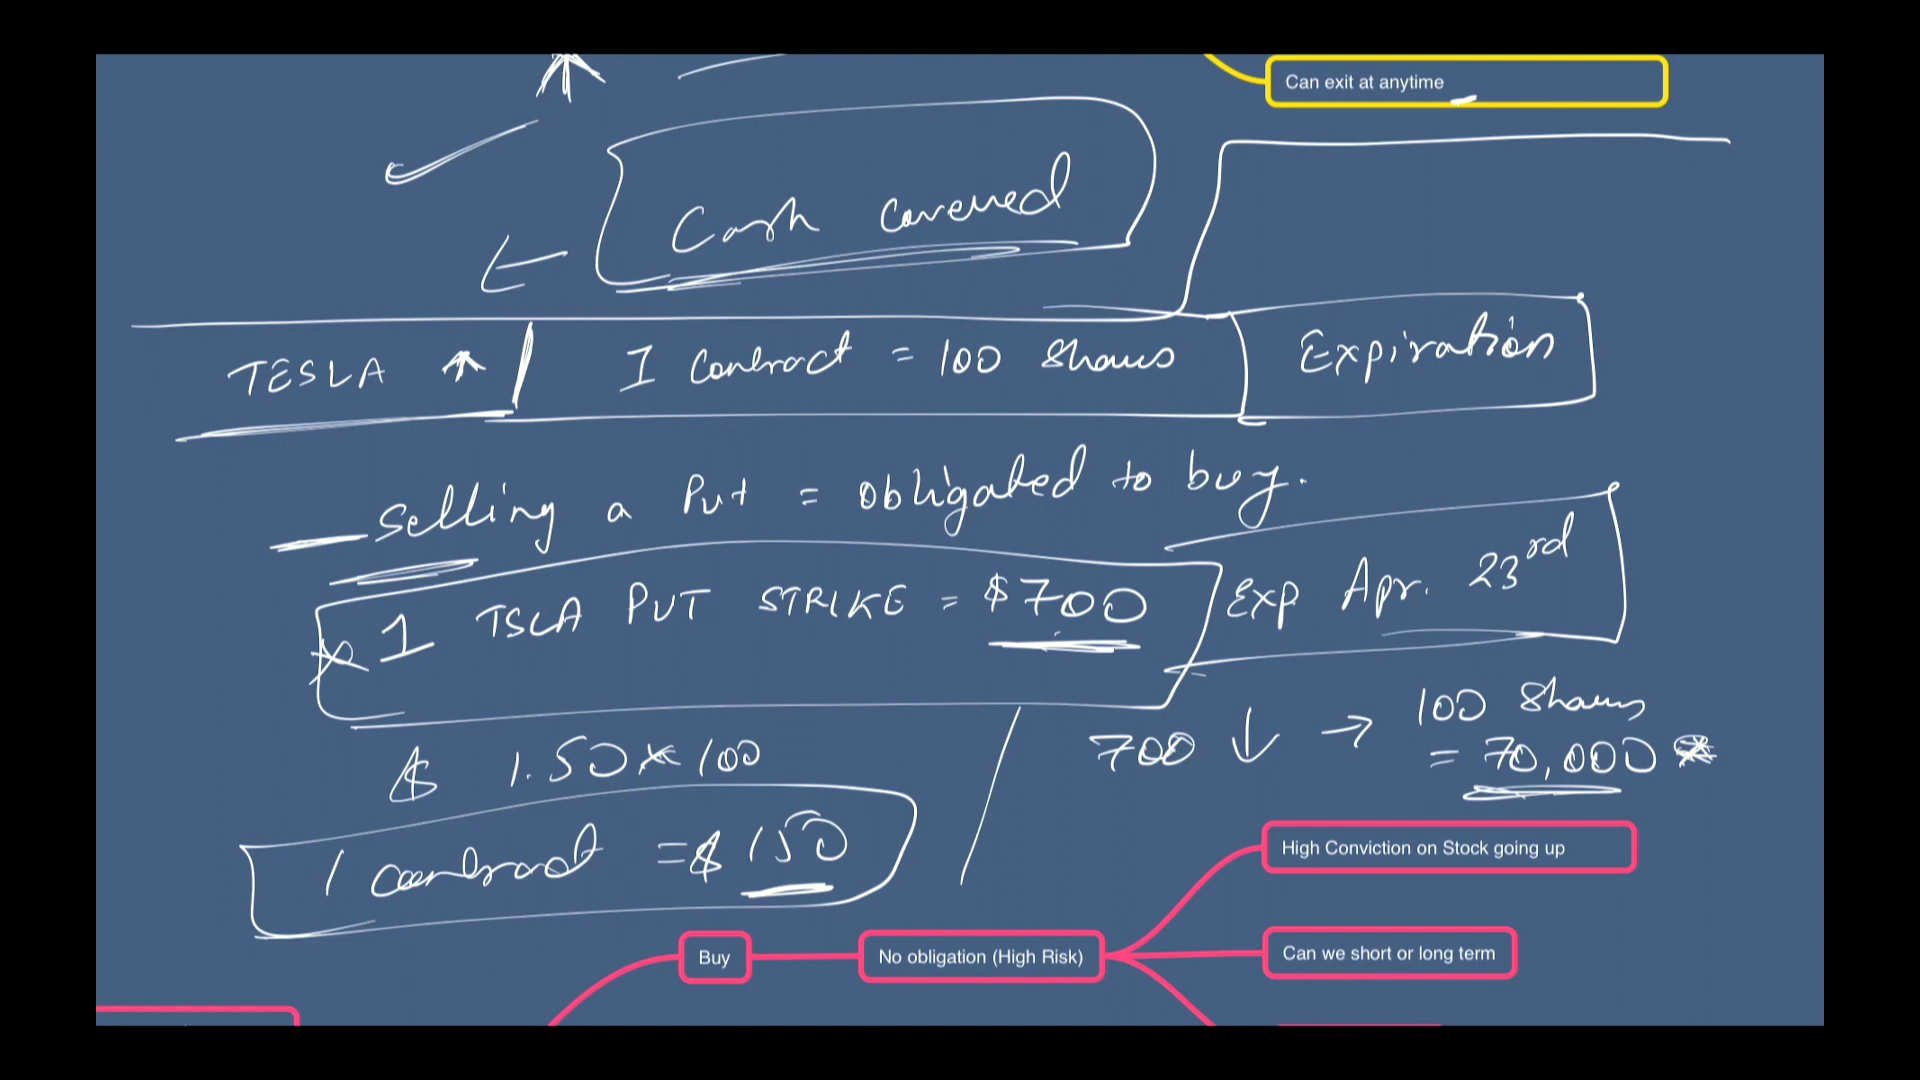 Can exit at anytime
Cash covered
TESLA 1 Contract = 100 Shares Expiration
Selling a Put = obligated to buy.
1 TSLA PUT STRIKE = $700 Exp Apr. 23rd
$ 1.50 x 100
700 ↓ → 100 Shares
= 70,000
1 contract = $150
High Conviction on Stock going up
Buy
No obligation (High Risk)
Can we short or long term